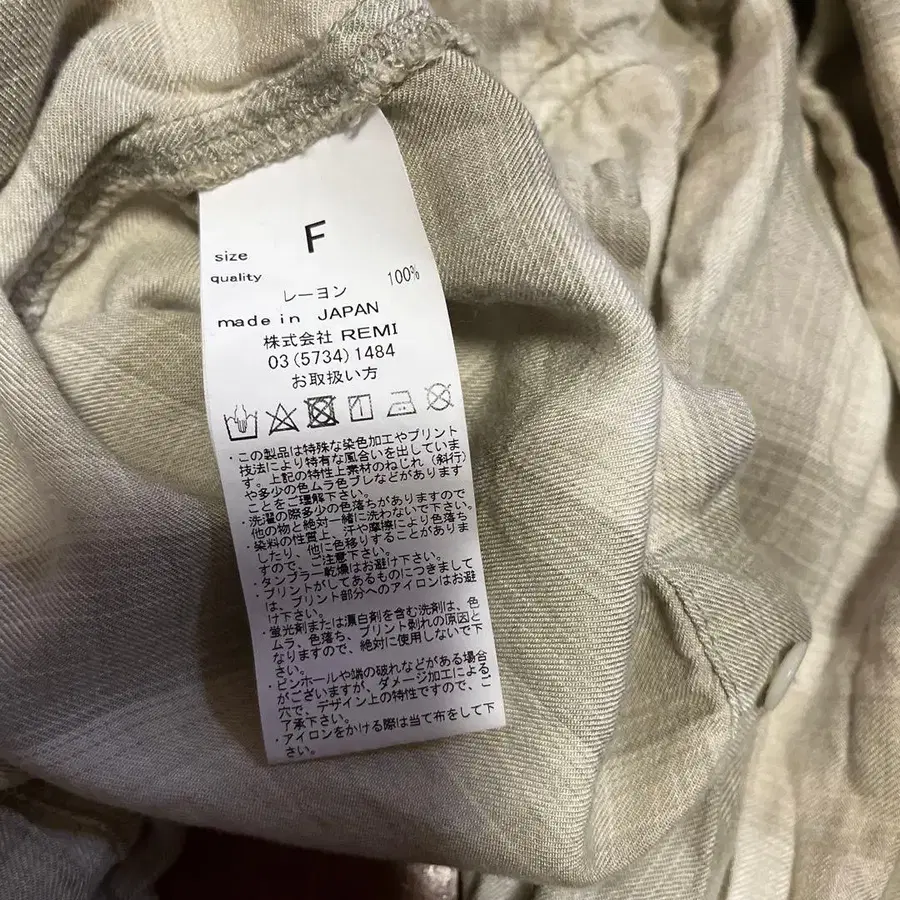 size F
quality 100%
レーヨン
made in JAPAN
株式会社 REMI
03(5734)1484
お取扱い方
・この製品は特殊な染色加工やプリント
技法により特有な風合いを出していま
す。上記の特性上素材のねじれ（斜行）
や多少の色ムラ色ブレなどがあります
ことをご理解下さい。
・洗濯の際多少の色落ちがありますので
他の物と絶対一緒に洗わないで下さい。
・染料の性質上、汗や摩擦により色落ち
したり、他に色移りすることがありま
すので、ご注意下さい。
・タンブラー乾燥はお避け下さい。
・プリントがしてあるものにつきまして
は、プリント部分へのアイロンはお避
け下さい。
・蛍光剤または漂白剤を含む洗剤は、色
ムラ、色落ち、プリント剥れの原因と
なりますので、絶対に使用しないで下
さい。
・ピンホールや端の破れなどがある場合
がございますが、ダメージ加工による
穴で、デザイン上の特性ですので、ご
了承下さい。
・アイロンをかける際は当て布をして下
さい。